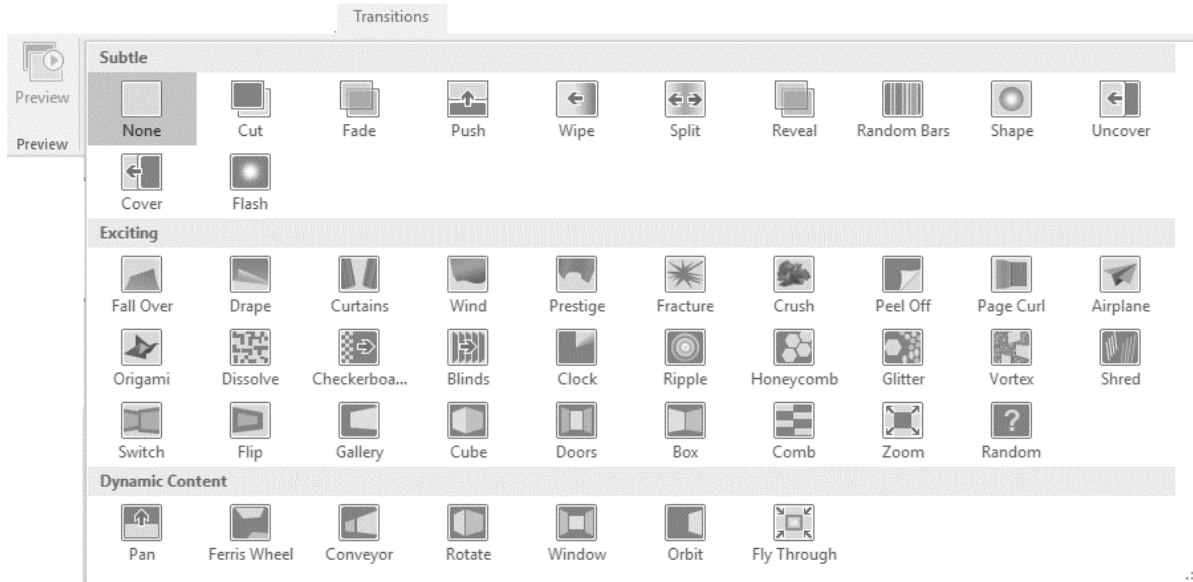 Transitions
Subtle
Preview
None Cut Fade Push Wipe Split Reveal Random Bars Shape Uncover
Preview
Cover Flash
Exciting
Fall Over Drape Curtains Wind Prestige Fracture Crush Peel Off Page Curl Airplane
Origami Dissolve Checkerboa... Blinds Clock Ripple Honeycomb Glitter Vortex Shred
?
Switch Flip Gallery Cube Doors Box Comb Zoom Random
Dynamic Content
Pan Ferris Wheel Conveyor Rotate Window Orbit Fly Through